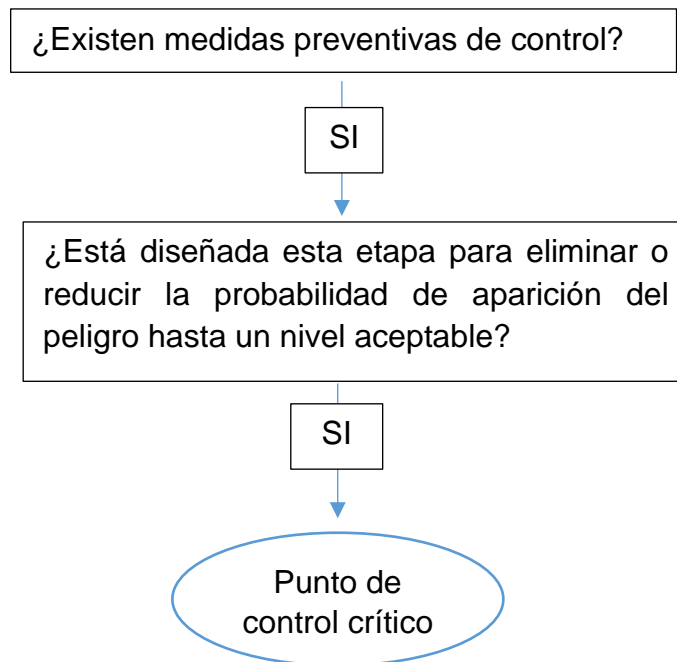 ¿Existen medidas preventivas de control?
SI
¿Está diseñada esta etapa para eliminar o
reducir la probabilidad de aparición del
peligro hasta un nivel aceptable?
SI
Punto de
control crítico